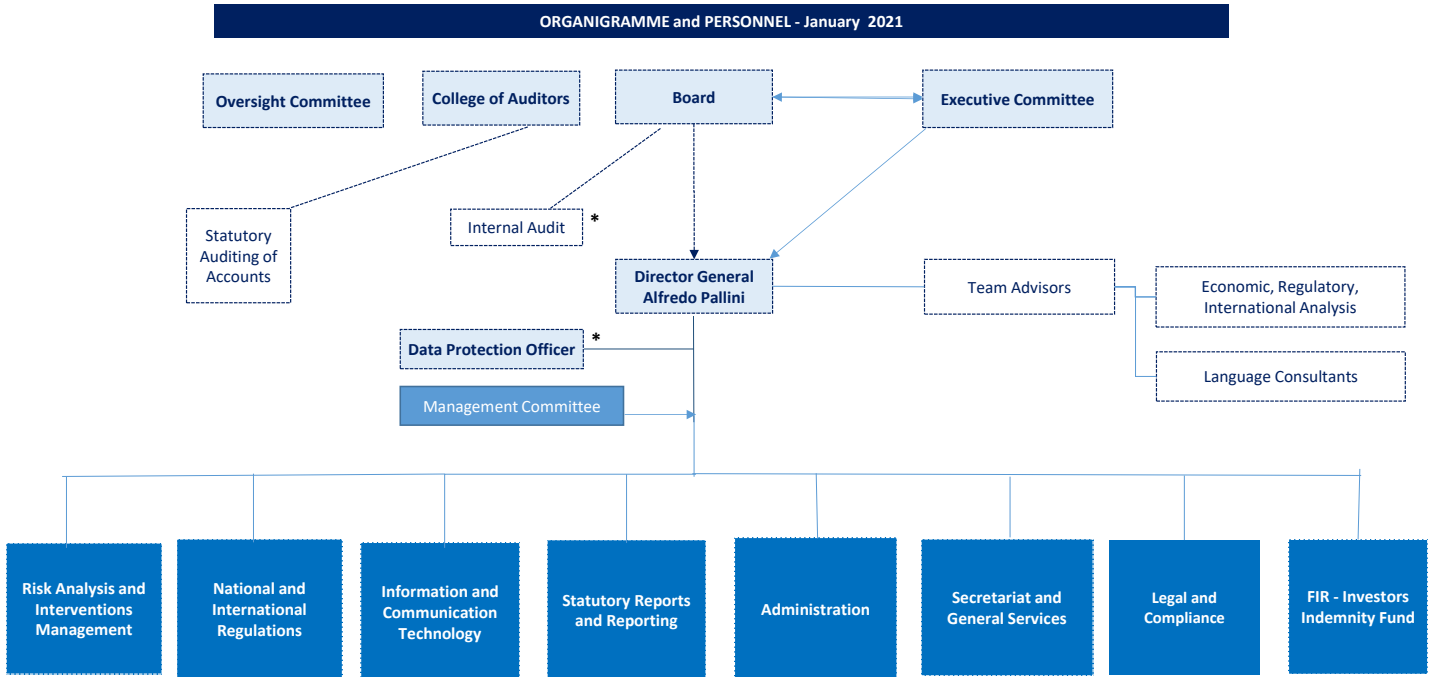 ORGANIGRAMME and PERSONNEL - January 2021
Oversight Committee
College of Auditors
Board
Executive Committee
Statutory
Auditing of
Accounts
Internal Audit *
Director General
Alfredo Pallini
Team Advisors
Economic, Regulatory,
International Analysis
Data Protection Officer *
Language Consultants
Management Committee
Risk Analysis and
Interventions
Management
National and
International
Regulations
Information and
Communication
Technology
Statutory Reports
and Reporting
Administration
Secretariat and
General Services
Legal and
Compliance
FIR - Investors
Indemnity Fund